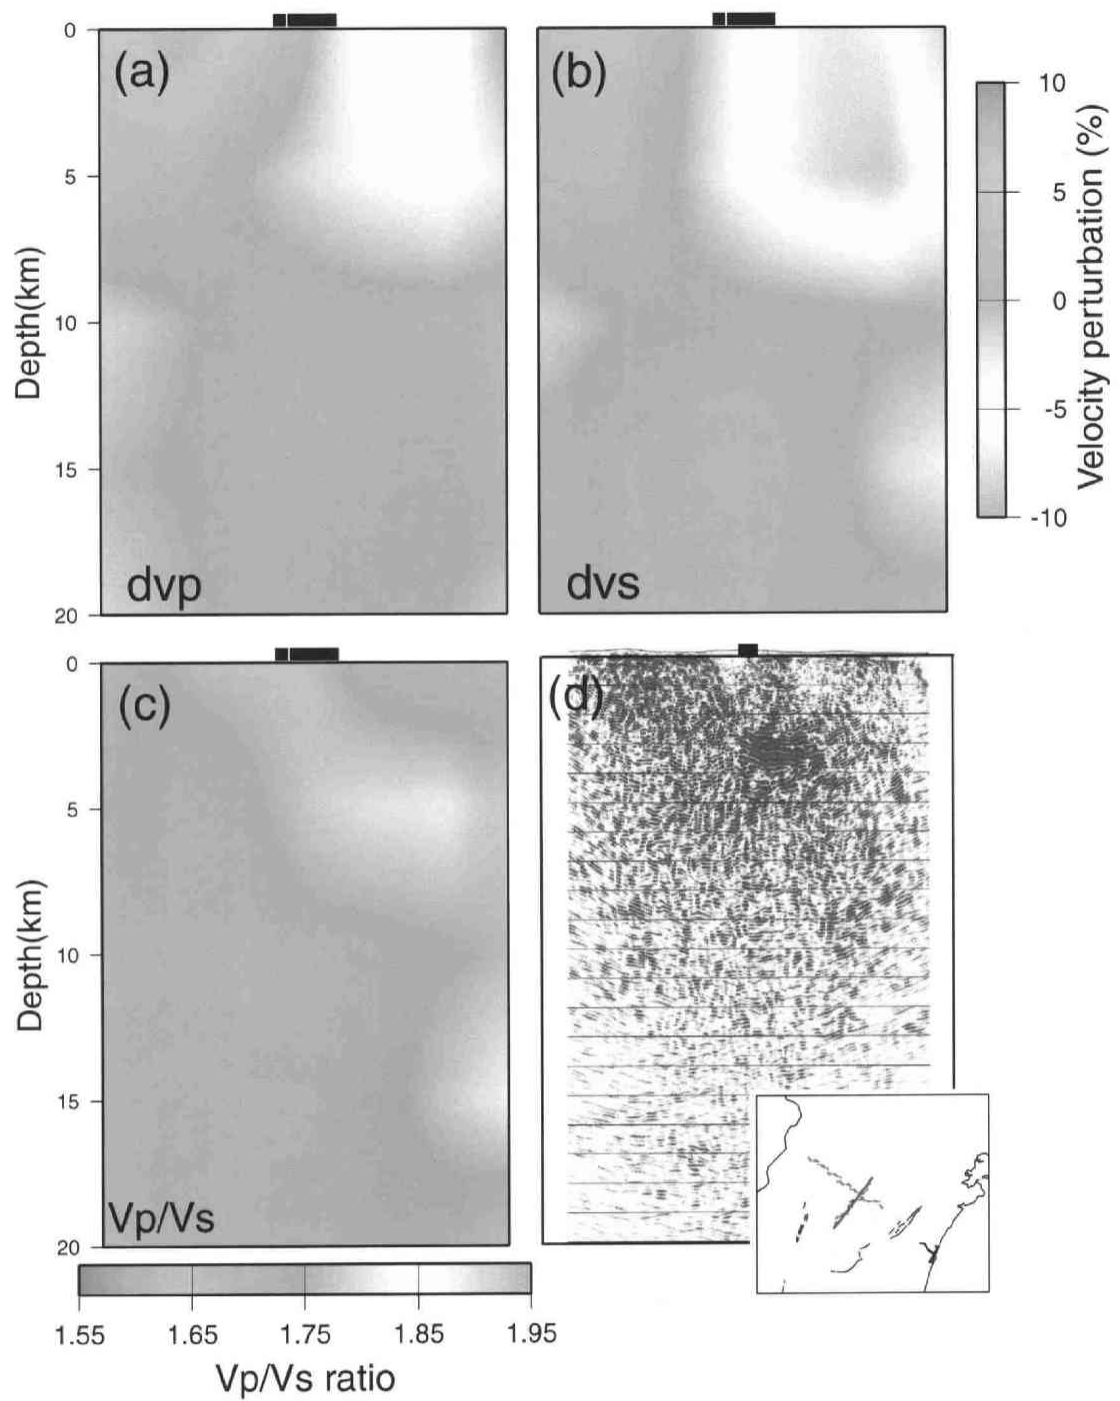 0
5
10
15
20
Depth(km)
(a)
dvp
(b)
dvs
10
5
0
-5
-10
Velocity perturbation (%)
0
5
10
15
20
Depth(km)
(c)
Vp/Vs
(d)
1.55 1.65 1.75 1.85 1.95
Vp/Vs ratio